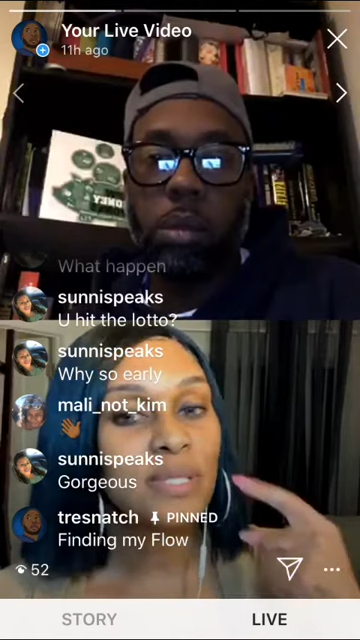 Your Live Video
11h ago
What happen
sunnispeaks
U hit the lotto?
sunnispeaks
Why so early
mali_not_kim
👋🏾
sunnispeaks
Gorgeous
tresnatch PINNED
Finding my Flow
52
STORY LIVE